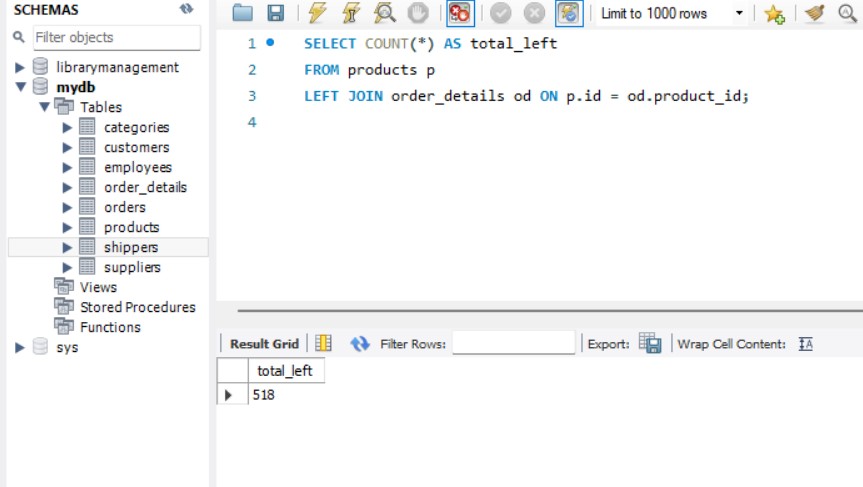 SCHEMAS
Filter objects
librarymanagement
mydb
Tables
categories
customers
employees
order_details
orders
products
shippers
suppliers
Views
Stored Procedures
Functions
sys
Limit to 1000 rows
1 SELECT COUNT(*) AS total_left
2 FROM products p
3 LEFT JOIN order_details od ON p.id = od.product_id;
4
Result Grid Filter Rows: Export: Wrap Cell Content:
total_left
518